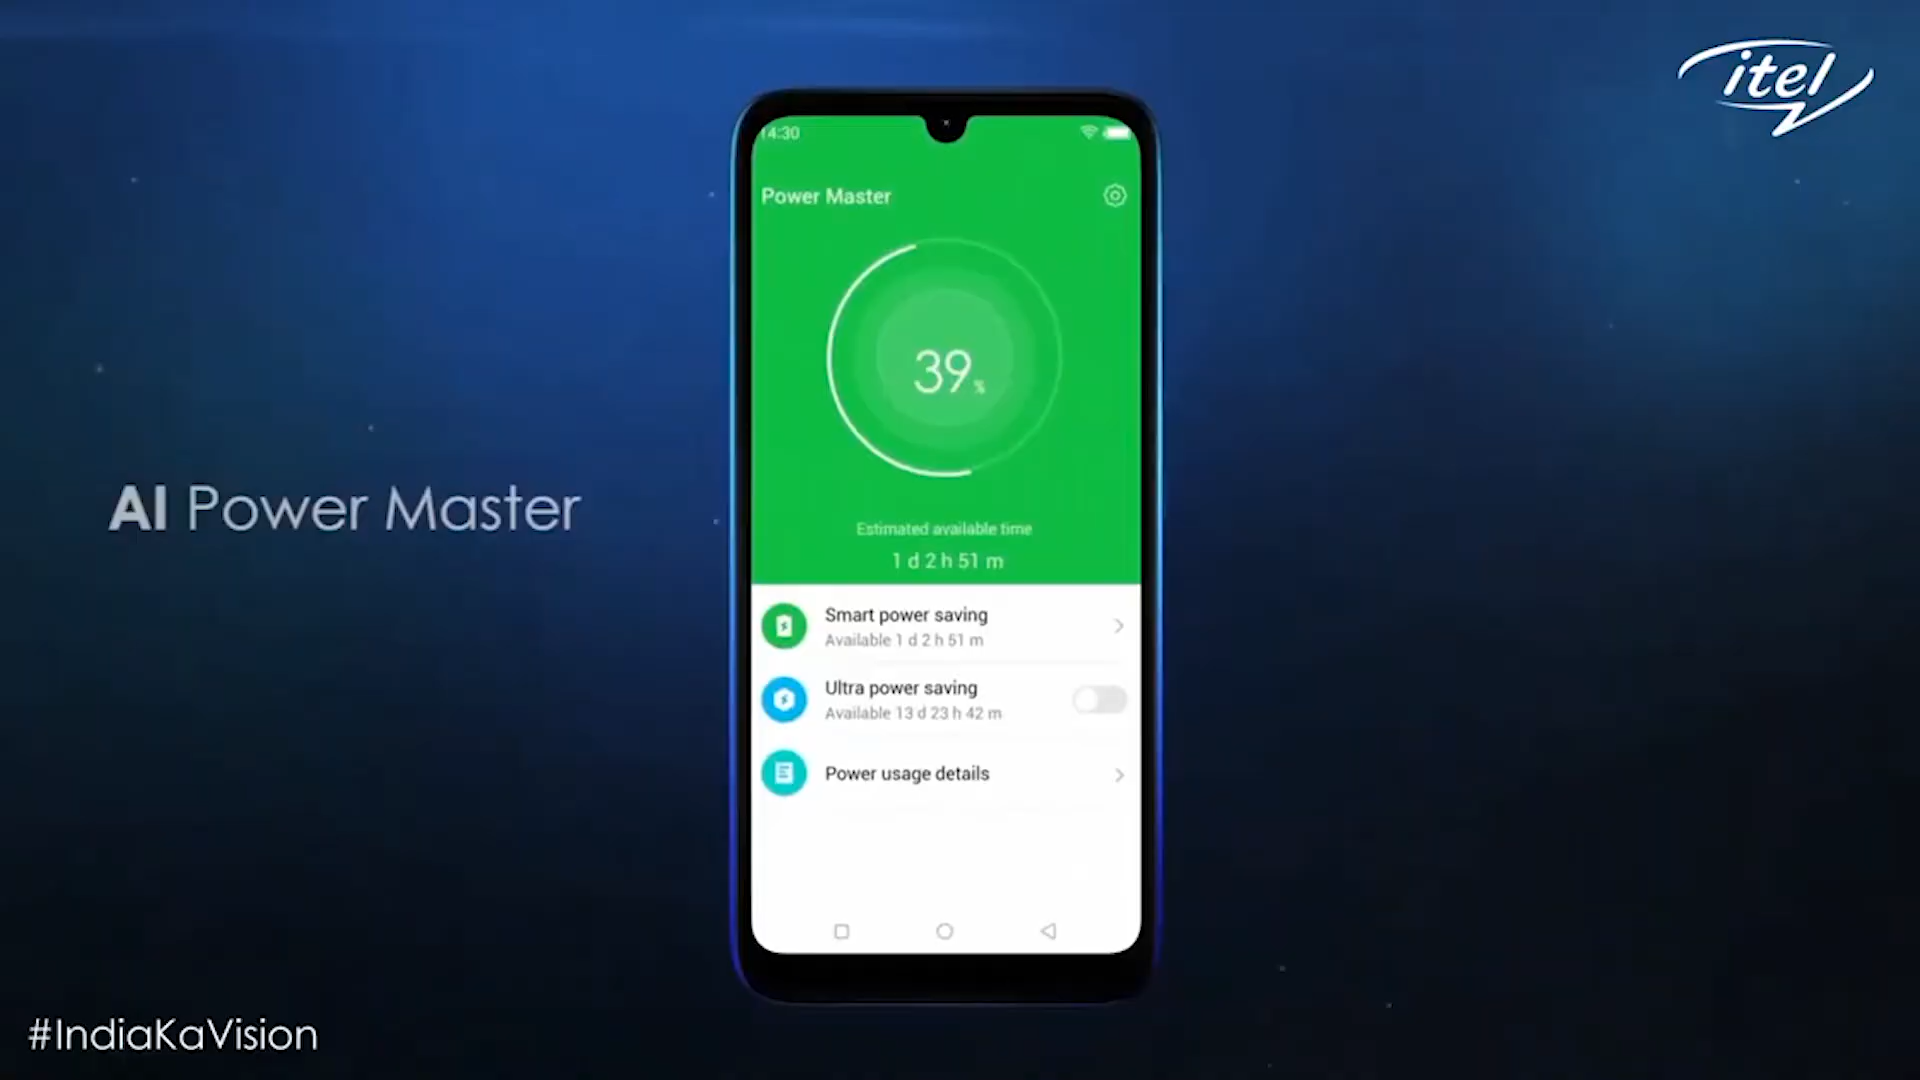 itel
14:30
Power Master
39%
Estimated available time
1 d 2 h 51 m
AI Power Master
Smart power saving
Available 1 d 2 h 51 m
Ultra power saving
Available 13 d 23 h 42 m
Power usage details
#IndiaKaVision